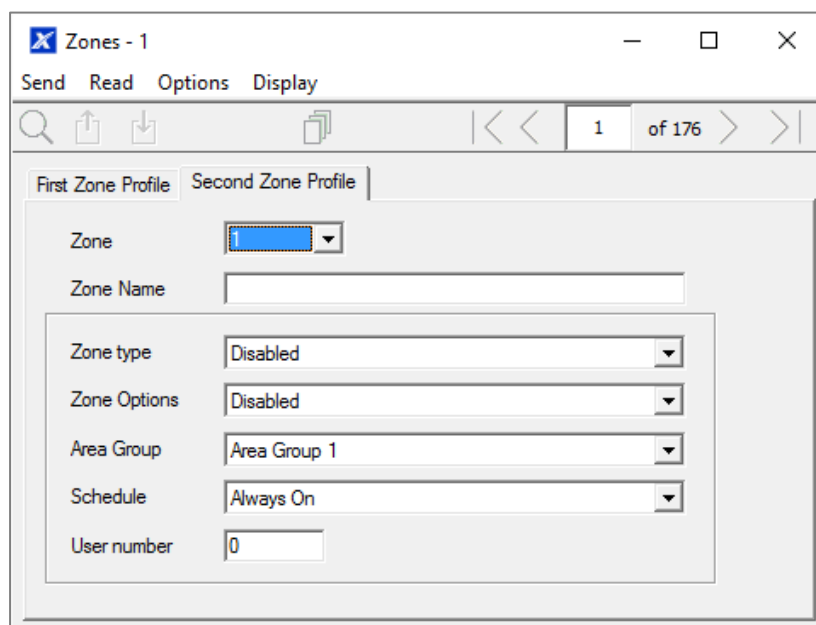 Zones - 1
Send Read Options Display
1 of 176
First Zone Profile Second Zone Profile
Zone 1
Zone Name
Zone type Disabled
Zone Options Disabled
Area Group Area Group 1
Schedule Always On
User number 0